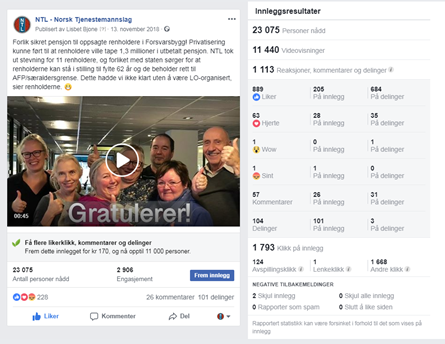 NTL - Norsk Tjenestemannslag
Publisert av Lisbet Bjone [?] · 13. november 2018 ·
Forlik sikret pensjon til oppsagte renholdere i Forsvarsbygg! Privatisering
kunne ført til at renholdere ville tape 1,3 millioner i utbetalt pensjon. NTL tok
ut stevning for 11 renholdere, og forliket med staten sørger for at
renholderne kan stå i stilling til fylte 62 år og de beholder rett til
AFP/særaldersgrense. Dette hadde vi ikke klart uten å være LO-organisert,
sier renholderne.
00:45
Gratulerer!
Få flere likerklikk, kommentarer og delinger
Frem dette innlegget for kr 170, og nå opptil 11 000 personer.
23 075
Antall personer nådd
2 906
Engasjement
Frem innlegg
228
26 kommentarer 101 delinger
Liker
Kommenter
Del
Innleggsresultater
23 075 Personer nådd
11 440 Videovisninger
1 113 Reaksjoner, kommentarer og delinger
889
Liker
205
På innlegg
684
På delinger
63
Hjerte
28
På innlegg
35
På delinger
1
Wow
0
På innlegg
1
På delinger
1
Sint
1
På innlegg
0
På delinger
57
Kommentarer
26
På innlegg
31
På delinger
104
Delinger
101
På innlegg
3
På delinger
1 793 Klikk på innlegg
124
Avspillingsklikk
1
Lenkeklikk
1 668
Andre klikk
NEGATIVE TILBAKEMELDINGER
2 Skjul innlegg
0 Skjul alle innlegg
0 Rapporter som spam
0 Slutt å like siden
Rapportert statistikk kan være forsinket i forhold til det som vises på
innlegg